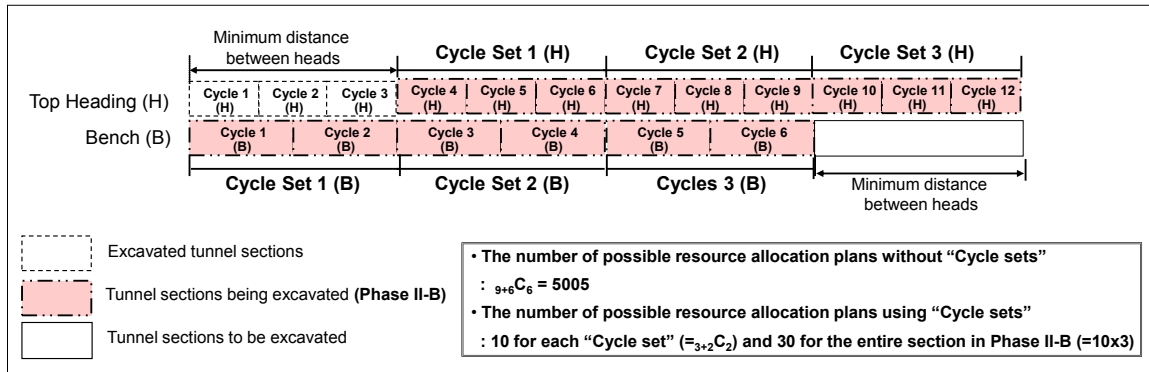 Minimum distance
between heads
Cycle Set 1 (H)
Cycle Set 2 (H)
Cycle Set 3 (H)
Top Heading (H)
Cycle 1
(H)
Cycle 2
(H)
Cycle 3
(H)
Cycle 4
(H)
Cycle 5
(H)
Cycle 6
(H)
Cycle 7
(H)
Cycle 8
(H)
Cycle 9
(H)
Cycle 10
(H)
Cycle 11
(H)
Cycle 12
(H)
Bench (B)
Cycle 1
(B)
Cycle 2
(B)
Cycle 3
(B)
Cycle 4
(B)
Cycle 5
(B)
Cycle 6
(B)
Cycle Set 1 (B)
Cycle Set 2 (B)
Cycles 3 (B)
Minimum distance
between heads
Excavated tunnel sections
Tunnel sections being excavated (Phase II-B)
Tunnel sections to be excavated
• The number of possible resource allocation plans without “Cycle sets”
: ₉₊₆C₆ = 5005
• The number of possible resource allocation plans using “Cycle sets”
: 10 for each “Cycle set” (=₃₊₂C₂) and 30 for the entire section in Phase II-B (=10x3)